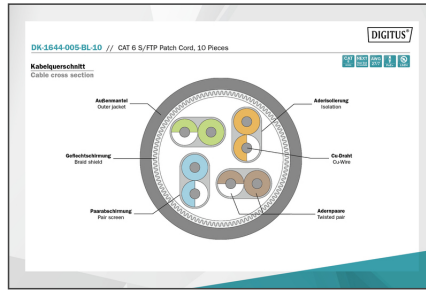 DIGITUS®
DK-1644-005-BL-10 // CAT 6 S/FTP Patch Cord, 10 Pieces
Kabelquerschnitt
Cable cross section
Außenmantel
Outer jacket
Aderisolierung
Isolation
Geflechtschirmung
Braid shield
Cu-Draht
Cu-Wire
Paarabschirmung
Pair screen
Adernpaare
Twisted pair